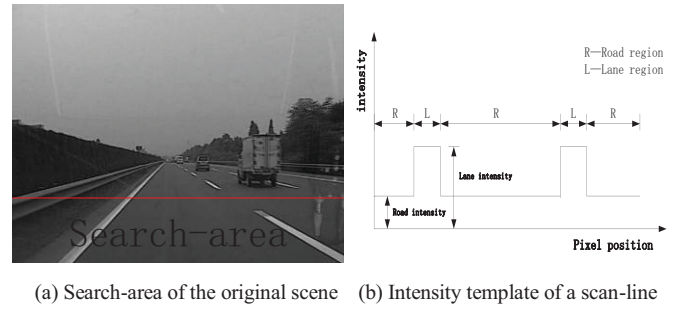 Search-area
intensity
R—Road region
L—Lane region
R L R L R
Lane intensity
Road intensity
Pixel position
(a) Search-area of the original scene (b) Intensity template of a scan-line